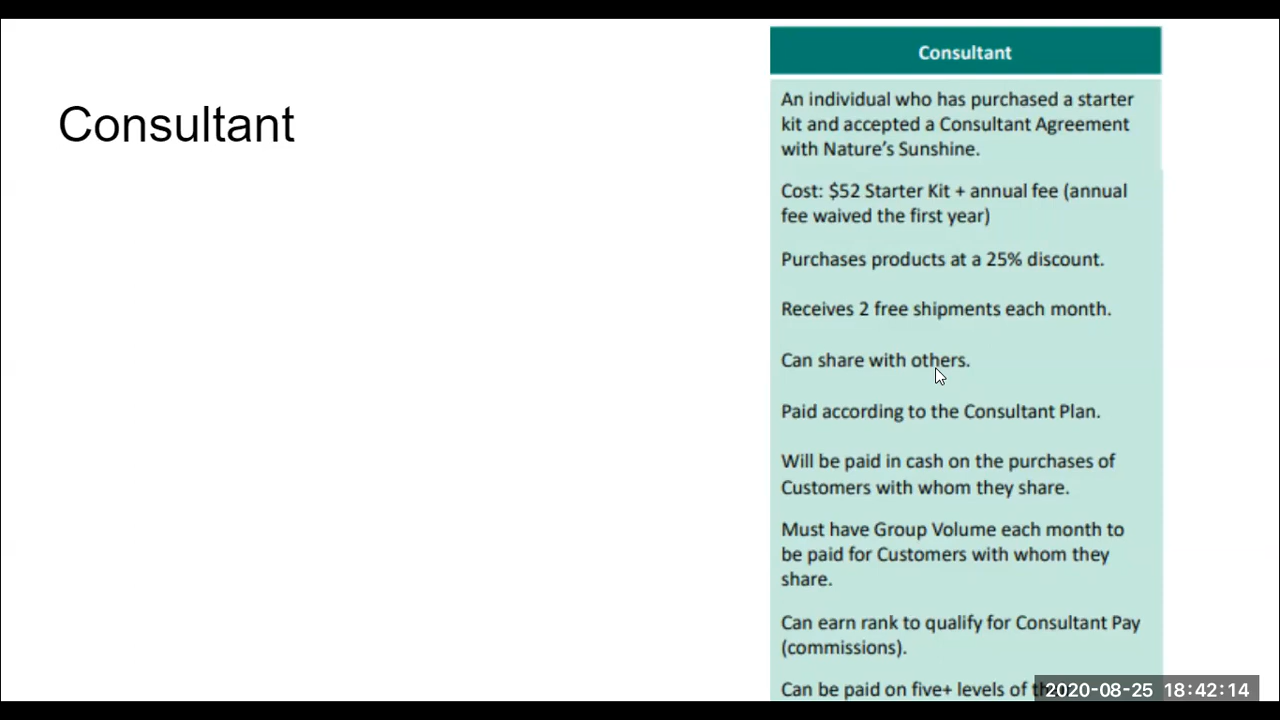 Consultant
Consultant
An individual who has purchased a starter
kit and accepted a Consultant Agreement
with Nature's Sunshine.
Cost: $52 Starter Kit + annual fee (annual
fee waived the first year)
Purchases products at a 25% discount.
Receives 2 free shipments each month.
Can share with others.
Paid according to the Consultant Plan.
Will be paid in cash on the purchases of
Customers with whom they share.
Must have Group Volume each month to
be paid for Customers with whom they
share.
Can earn rank to qualify for Consultant Pay
(commissions).
Can be paid on five+ levels of
2020-08-25 18:42:14